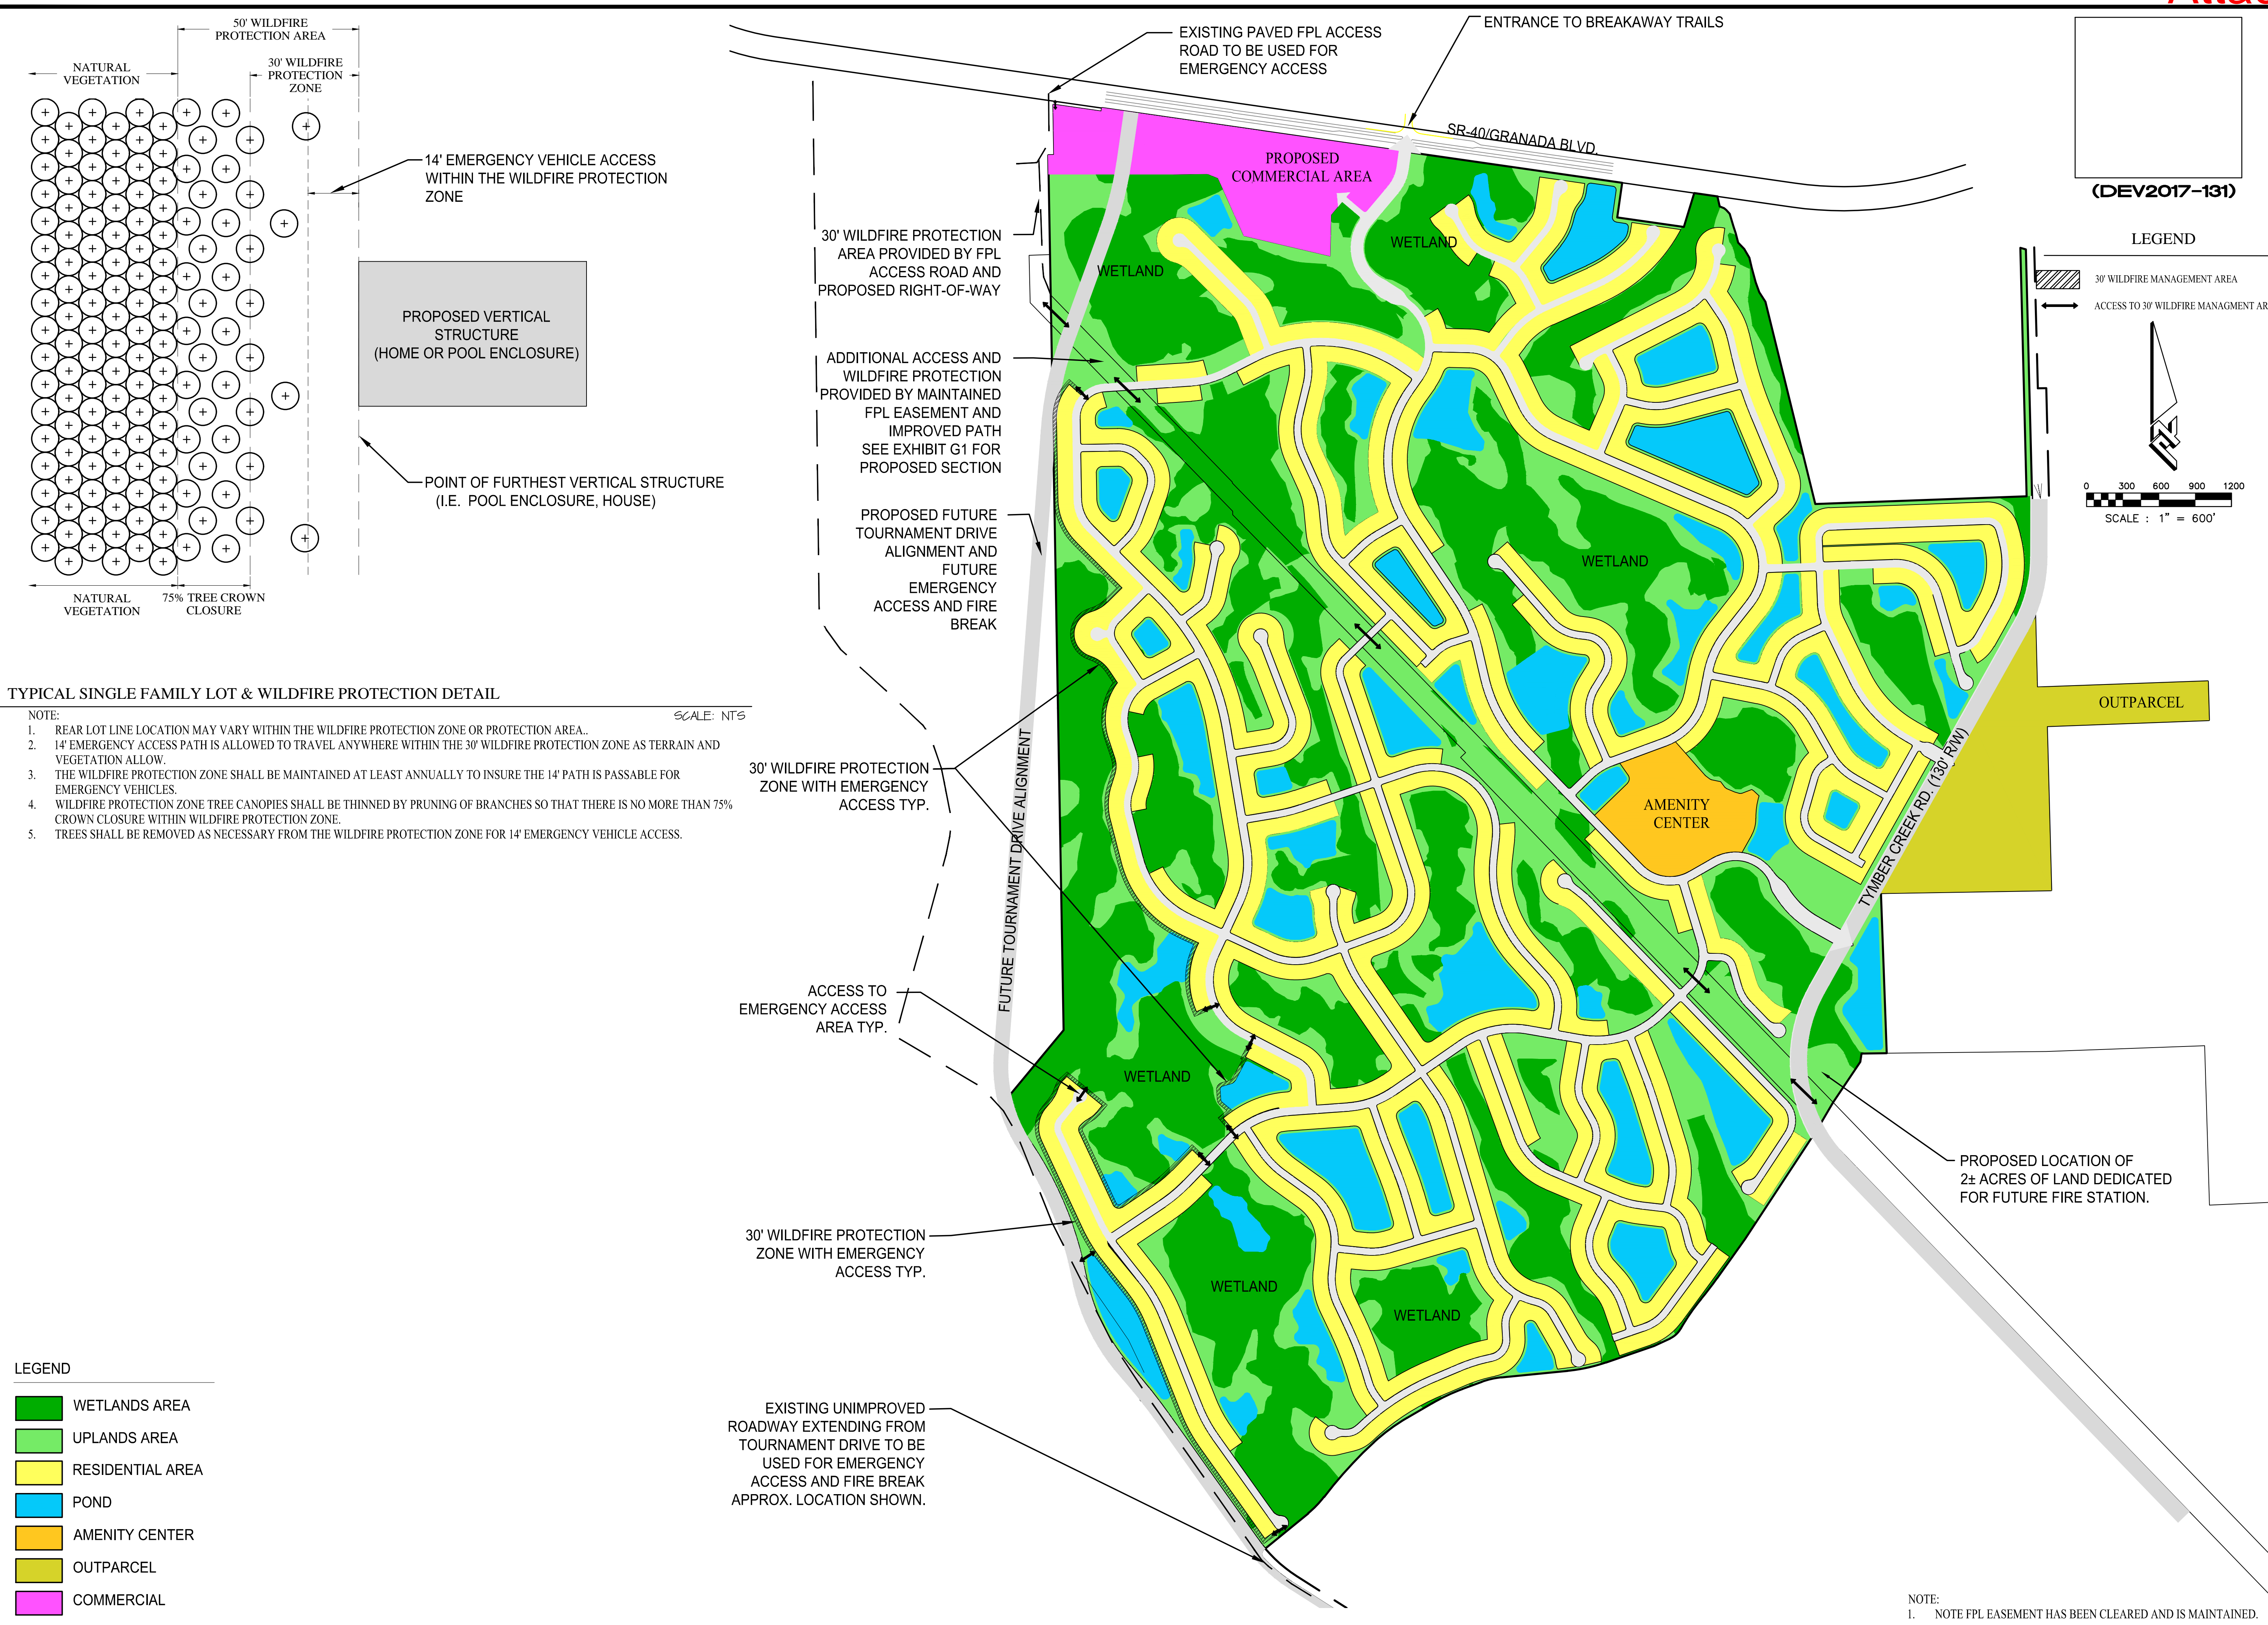 50' WILDFIRE
PROTECTION AREA
NATURAL
VEGETATION
30' WILDFIRE
PROTECTION
ZONE
14' EMERGENCY VEHICLE ACCESS
WITHIN THE WILDFIRE PROTECTION
ZONE
PROPOSED VERTICAL
STRUCTURE
(HOME OR POOL ENCLOSURE)
POINT OF FURTHEST VERTICAL STRUCTURE
(I.E. POOL ENCLOSURE, HOUSE)
NATURAL
VEGETATION
75% TREE CROWN
CLOSURE
TYPICAL SINGLE FAMILY LOT & WILDFIRE PROTECTION DETAIL
SCALE: NTS
NOTE:
1. REAR LOT LINE LOCATION MAY VARY WITHIN THE WILDFIRE PROTECTION ZONE OR PROTECTION AREA..
2. 14' EMERGENCY ACCESS PATH IS ALLOWED TO TRAVEL ANYWHERE WITHIN THE 30' WILDFIRE PROTECTION ZONE AS TERRAIN AND
VEGETATION ALLOW.
3. THE WILDFIRE PROTECTION ZONE SHALL BE MAINTAINED AT LEAST ANNUALLY TO INSURE THE 14' PATH IS PASSABLE FOR
EMERGENCY VEHICLES.
4. WILDFIRE PROTECTION ZONE TREE CANOPIES SHALL BE THINNED BY PRUNING OF BRANCHES SO THAT THERE IS NO MORE THAN 75%
CROWN CLOSURE WITHIN WILDFIRE PROTECTION ZONE.
5. TREES SHALL BE REMOVED AS NECESSARY FROM THE WILDFIRE PROTECTION ZONE FOR 14' EMERGENCY VEHICLE ACCESS.
LEGEND
WETLANDS AREA
UPLANDS AREA
RESIDENTIAL AREA
POND
AMENITY CENTER
OUTPARCEL
COMMERCIAL
EXISTING PAVED FPL ACCESS
ROAD TO BE USED FOR
EMERGENCY ACCESS
ENTRANCE TO BREAKAWAY TRAILS
SR-40/GRANADA BLVD.
PROPOSED
COMMERCIAL AREA
30' WILDFIRE PROTECTION
AREA PROVIDED BY FPL
ACCESS ROAD AND
PROPOSED RIGHT-OF-WAY
WETLAND
WETLAND
ADDITIONAL ACCESS AND
WILDFIRE PROTECTION
PROVIDED BY MAINTAINED
FPL EASEMENT AND
IMPROVED PATH
SEE EXHIBIT G1 FOR
PROPOSED SECTION
PROPOSED FUTURE
TOURNAMENT DRIVE
ALIGNMENT AND
FUTURE
EMERGENCY
ACCESS AND FIRE
BREAK
WETLAND
30' WILDFIRE PROTECTION
ZONE WITH EMERGENCY
ACCESS TYP.
FUTURE TOURNAMENT DRIVE ALIGNMENT
AMENITY
CENTER
TYMBER CREEK RD. (130' R/W)
OUTPARCEL
ACCESS TO
EMERGENCY ACCESS
AREA TYP.
WETLAND
30' WILDFIRE PROTECTION
ZONE WITH EMERGENCY
ACCESS TYP.
WETLAND
WETLAND
PROPOSED LOCATION OF
2± ACRES OF LAND DEDICATED
FOR FUTURE FIRE STATION.
EXISTING UNIMPROVED
ROADWAY EXTENDING FROM
TOURNAMENT DRIVE TO BE
USED FOR EMERGENCY
ACCESS AND FIRE BREAK
APPROX. LOCATION SHOWN.
(DEV2017-131)
LEGEND
30' WILDFIRE MANAGEMENT AREA
ACCESS TO 30' WILDFIRE MANAGMENT AR
0 300 600 900 1200
SCALE : 1" = 600'
NOTE:
1. NOTE FPL EASEMENT HAS BEEN CLEARED AND IS MAINTAINED.